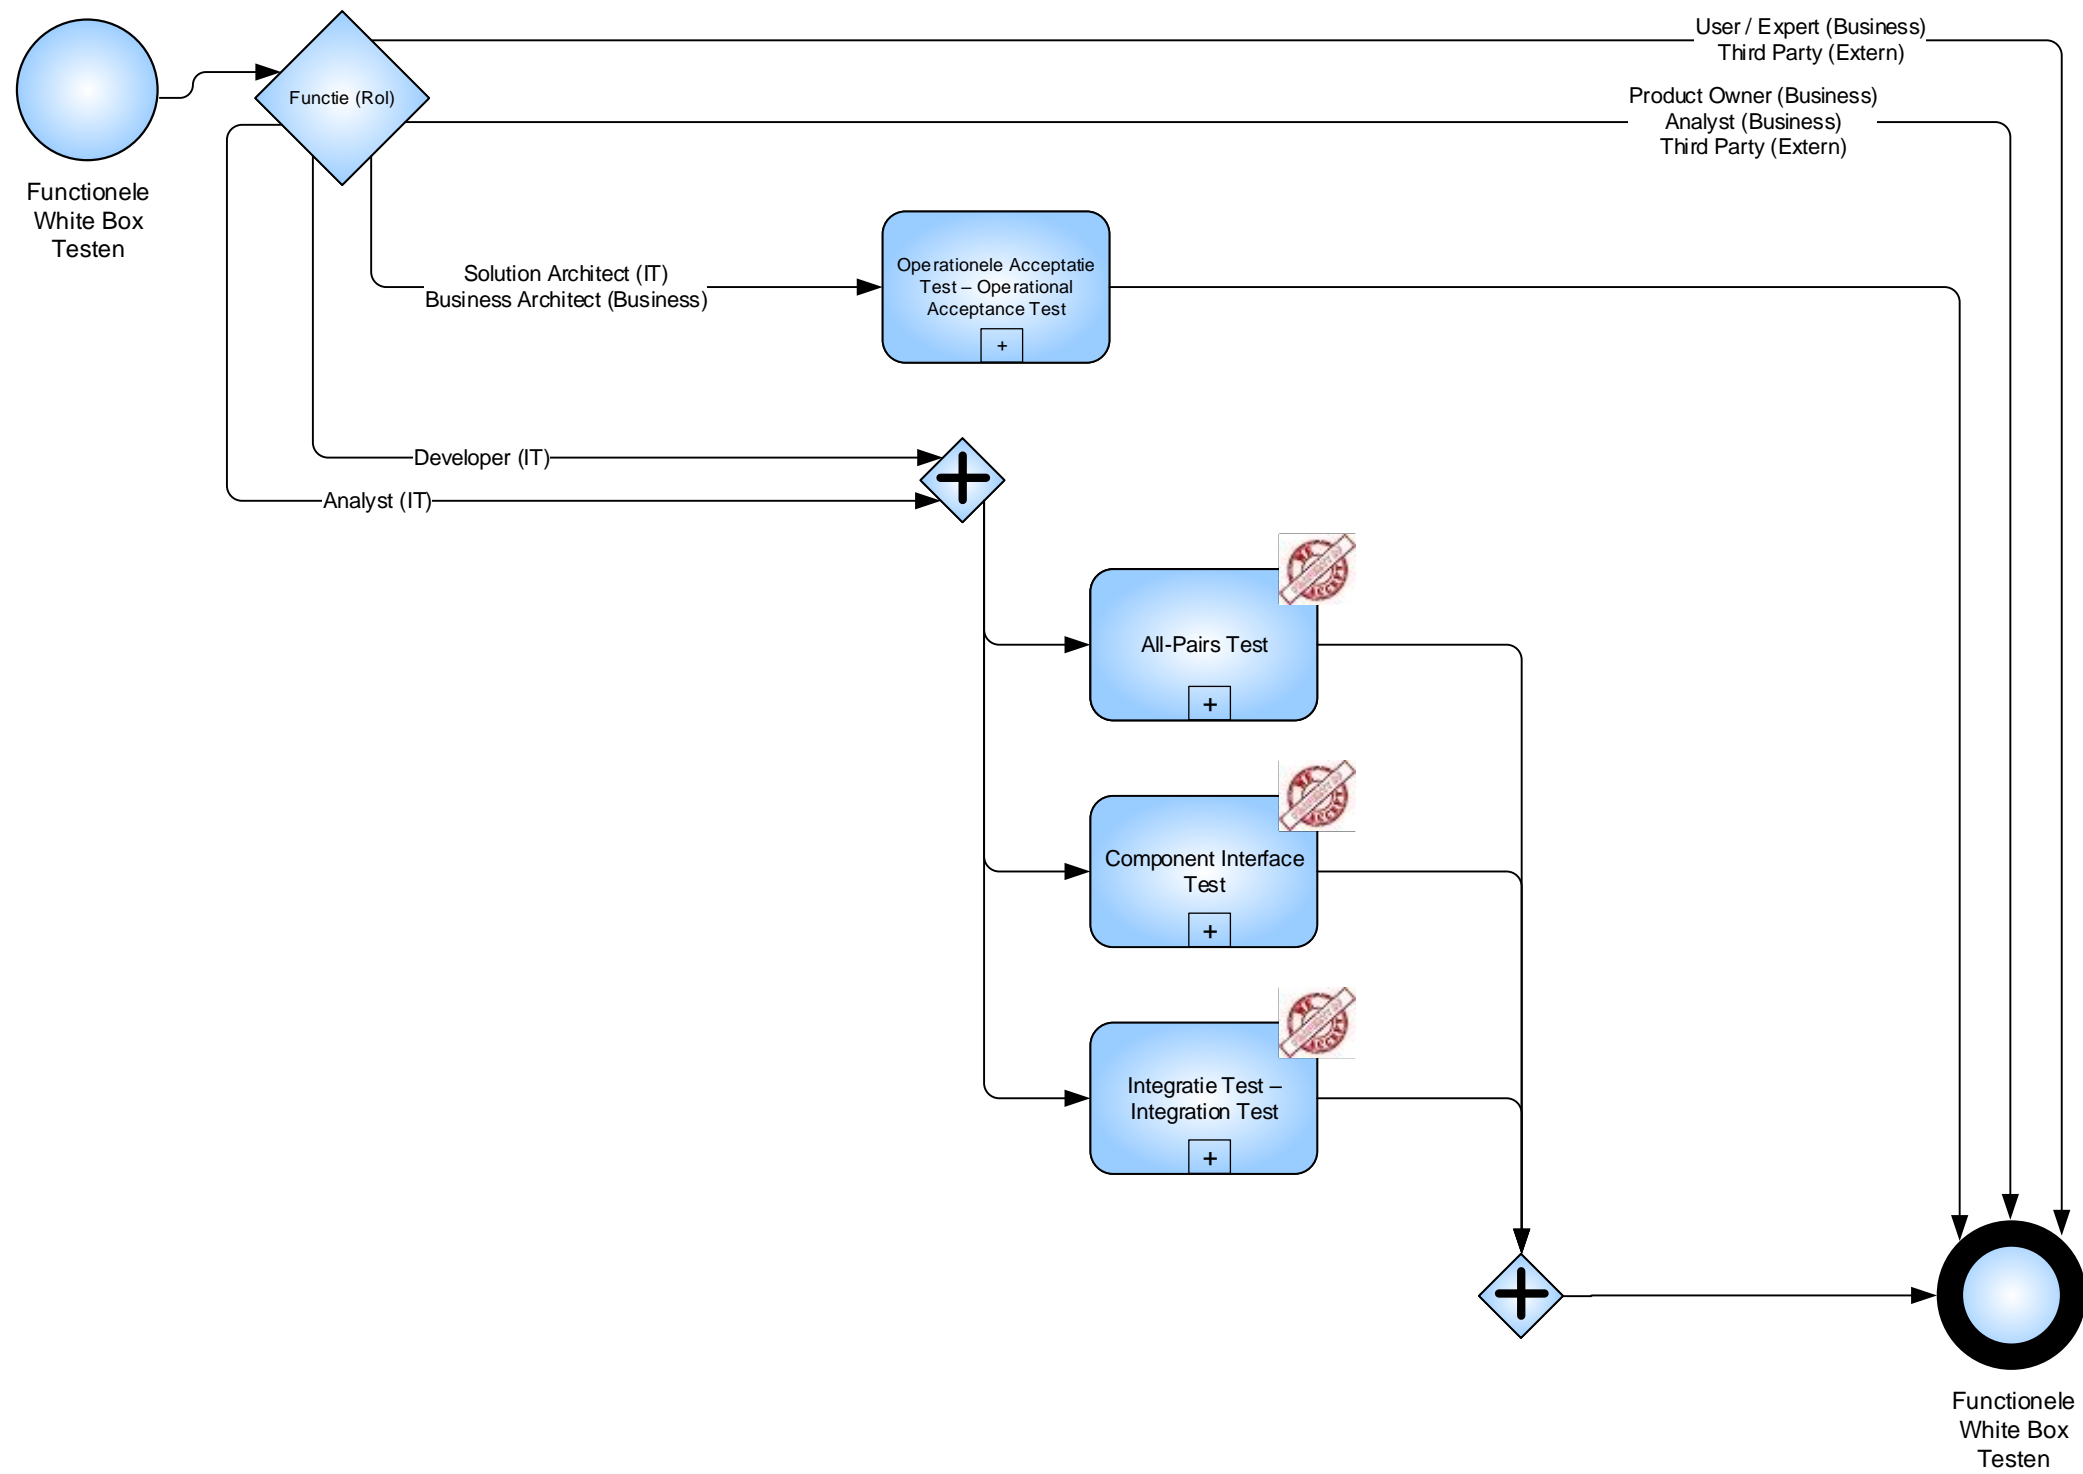 User / Expert (Business)
Third Party (Extern)
Functie (Rol)
Product Owner (Business)
Analyst (Business)
Third Party (Extern)
Functionele
White Box
Testen
Solution Architect (IT)
Business Architect (Business)
Operationele Acceptatie
Test – Operational
Acceptance Test
+
Developer (IT)
Analyst (IT)
All-Pairs Test
+
Component Interface
Test
+
Integratie Test –
Integration Test
+
Functionele
White Box
Testen